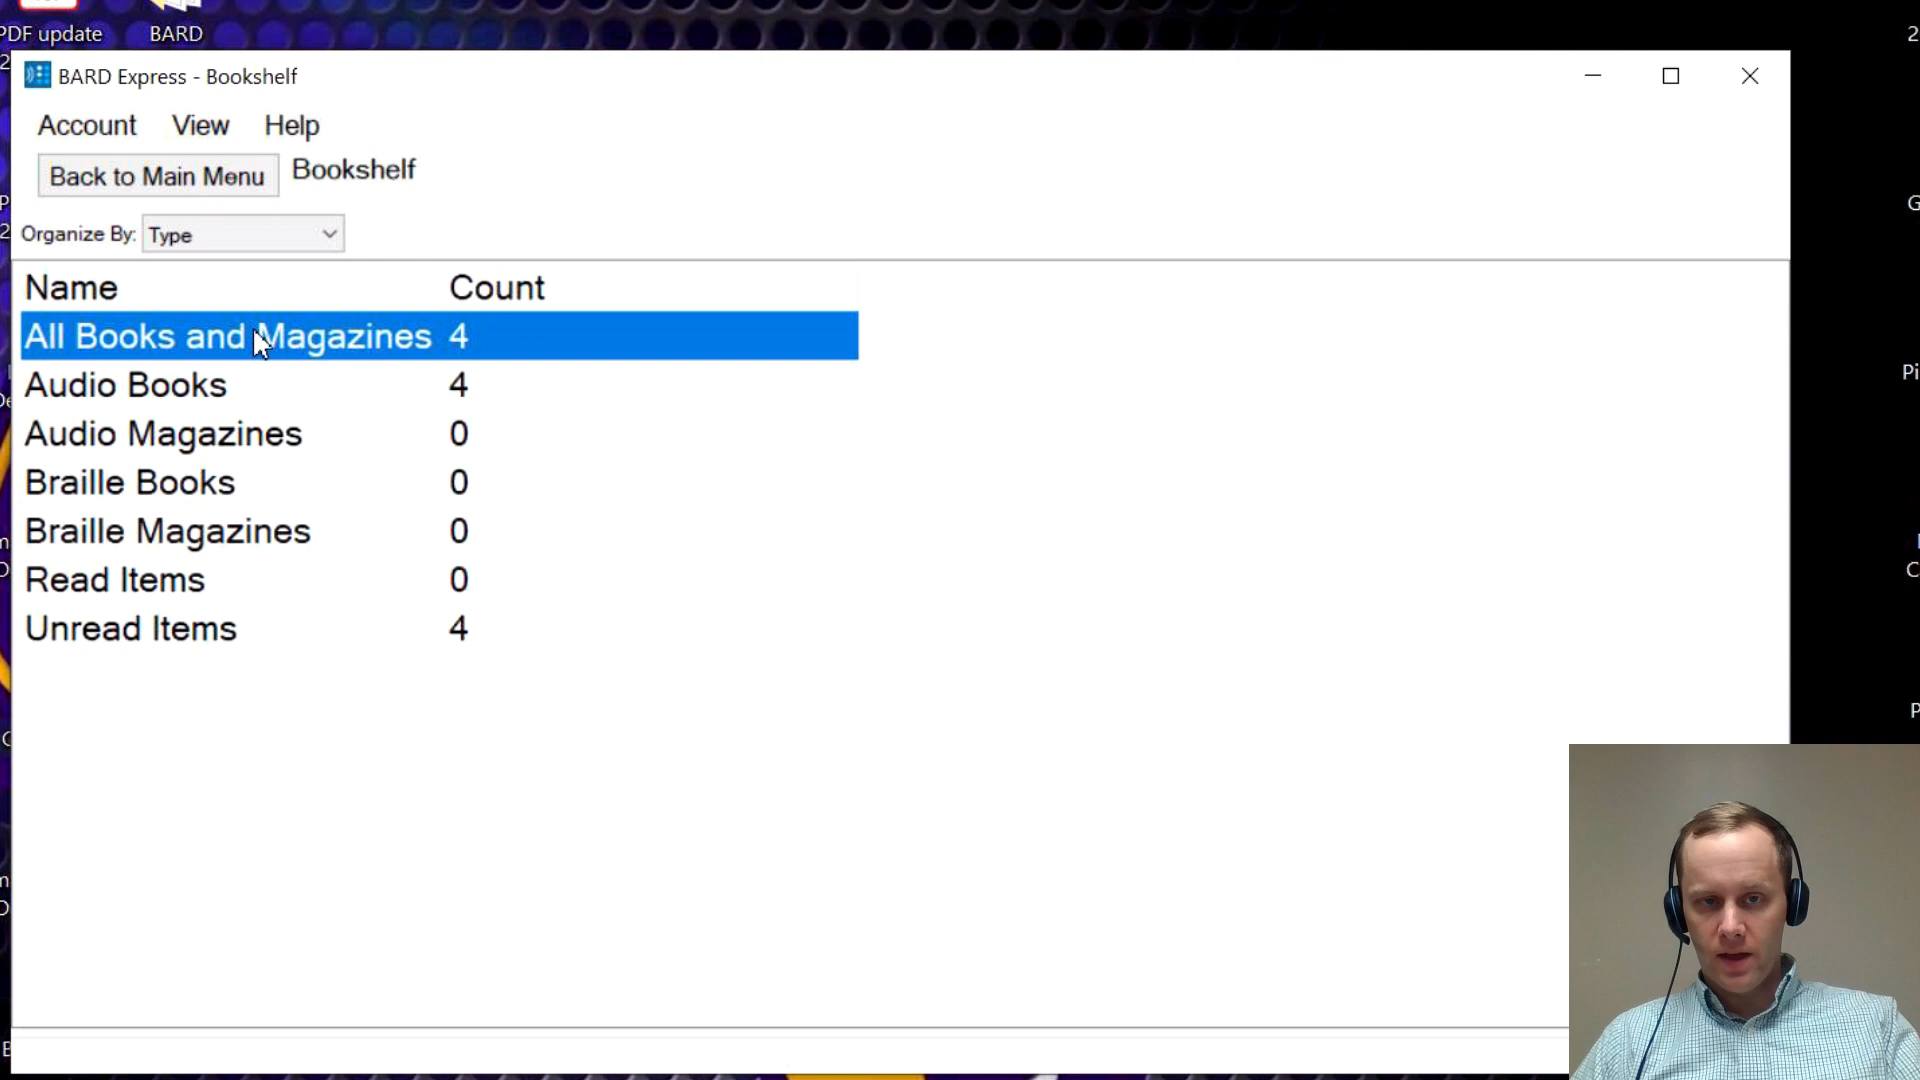 PDF update
BARD
BARD Express - Bookshelf
Account View Help
Back to Main Menu Bookshelf
Organize By: Type
Name Count
All Books and Magazines 4
Audio Books 4
Audio Magazines 0
Braille Books 0
Braille Magazines 0
Read Items 0
Unread Items 4